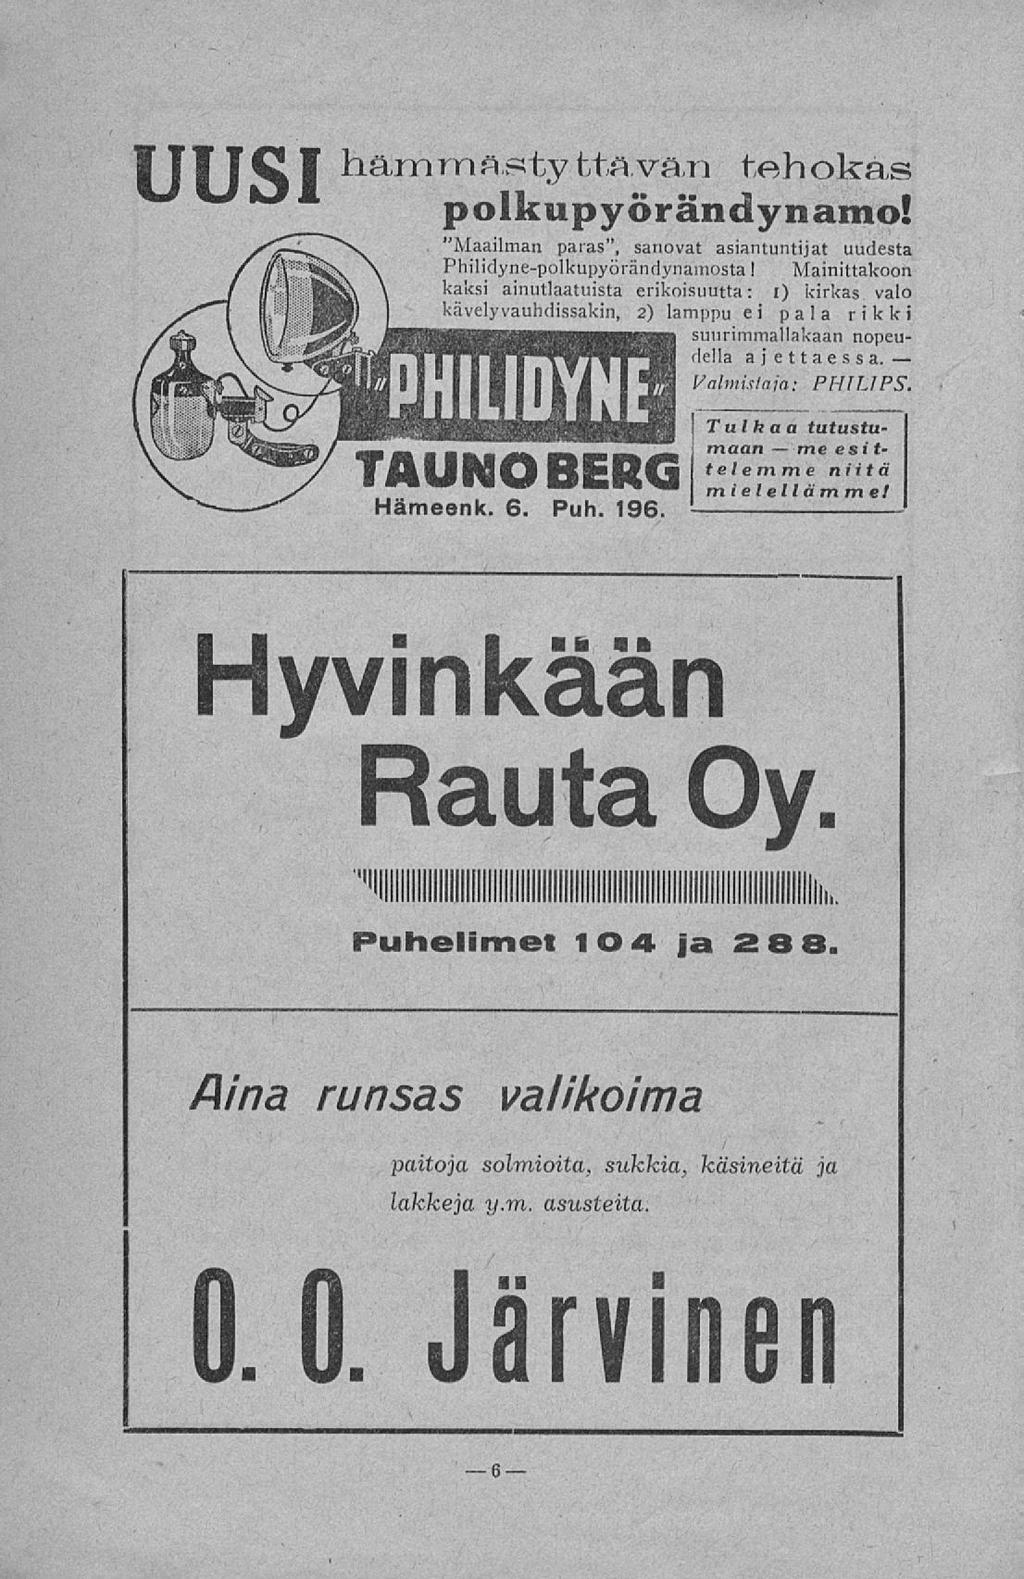 UUSI hämmästyttävän tehokas
polkupyörändynamo!
"Maailman paras", sanovat asiantuntijat uudesta
Philidyne-polkupyörändynamosta! Mainittakoon
kaksi ainutlaatuista erikoisuutta: 1) kirkas valo
kävelyvauhdissakin, 2) lamppu ei pala rikki
suurimmallakaan nopeu-
della ajettaessa. —
Valmistaja: PHILIPS.
"PHILIDYNE"
TAUNO BERG
Hämeenk. 6. Puh. 196.
Tulkaa tutustu-
maan — me esit-
telemme niitä
mielellämme!
Hyvinkään
Rauta Oy.
Puhelimet 104 ja 288.
Aina runsas valikoima
paitoja solmioita, sukkia, käsineitä ja
lakkeja y.m. asusteita.
O. O. Järvinen
— 6 —